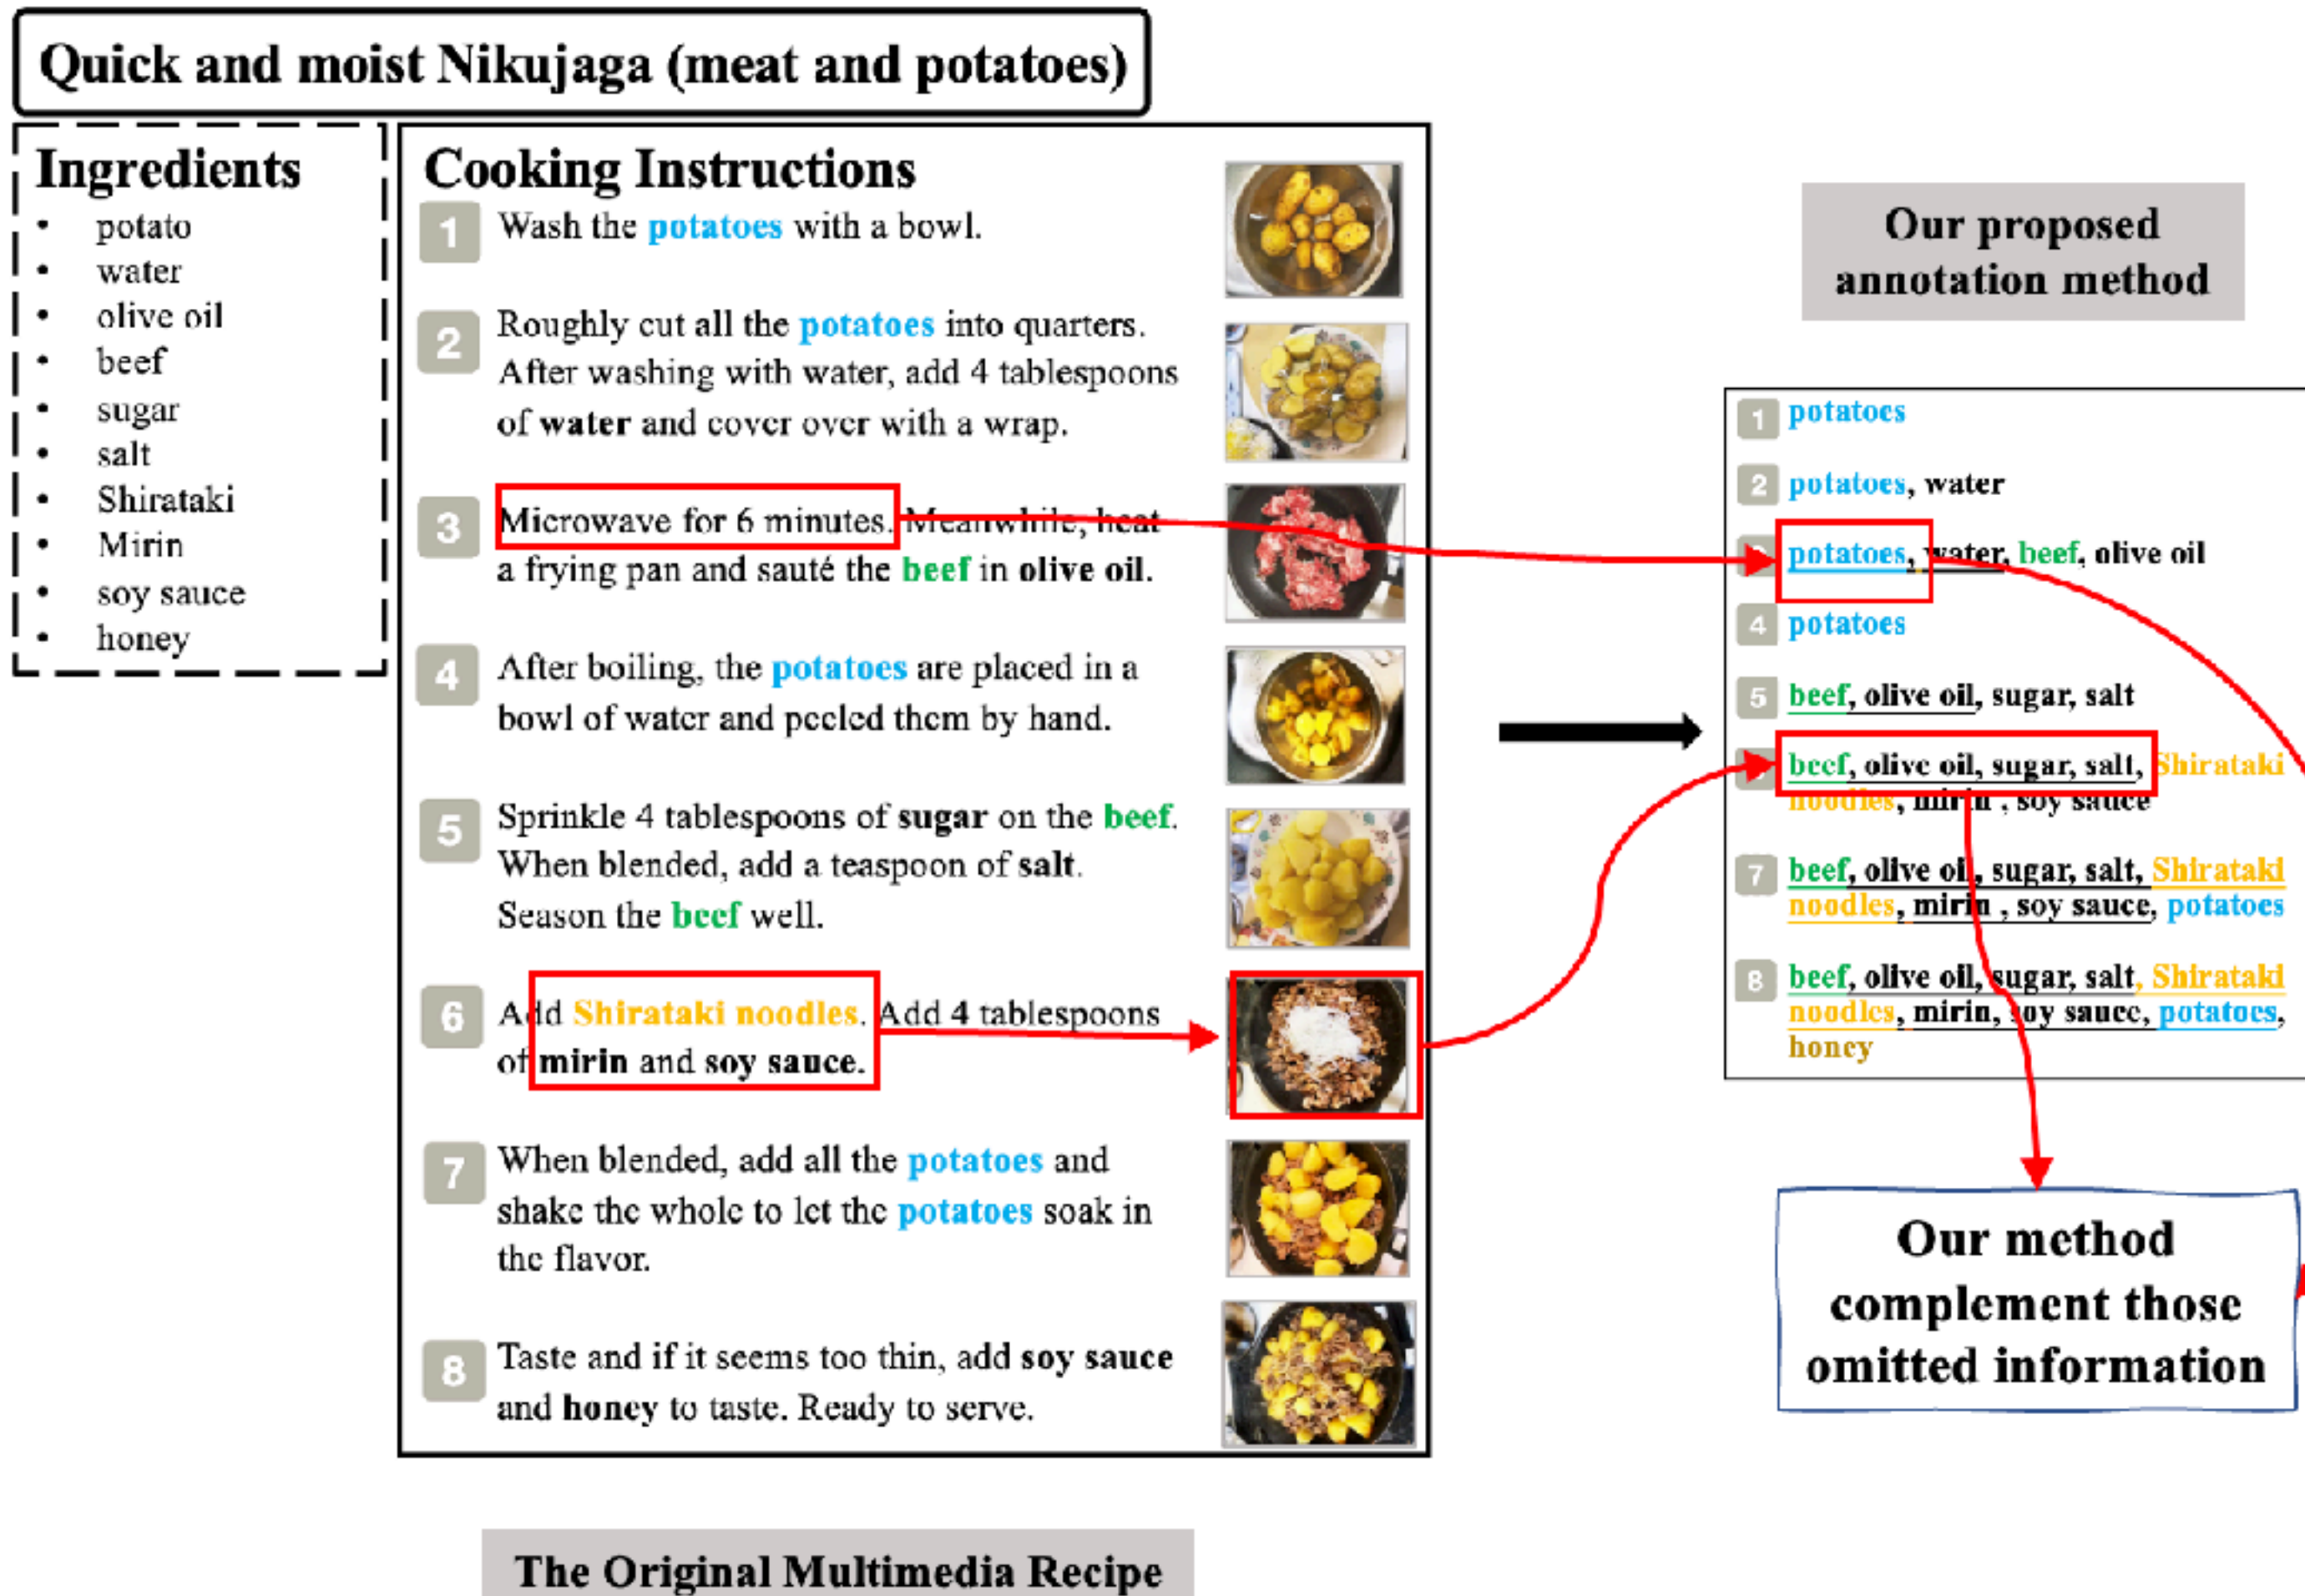 Quick and moist Nikujaga (meat and potatoes)
Ingredients
• potato
• water
• olive oil
• beef
• sugar
• salt
• Shirataki
• Mirin
• soy sauce
• honey
Cooking Instructions
1 Wash the potatoes with a bowl.
2 Roughly cut all the potatoes into quarters.
After washing with water, add 4 tablespoons
of water and cover over with a wrap.
3 Microwave for 6 minutes. Meanwhile, heat
a frying pan and sauté the beef in olive oil.
4 After boiling, the potatoes are placed in a
bowl of water and peeled them by hand.
5 Sprinkle 4 tablespoons of sugar on the beef.
When blended, add a teaspoon of salt.
Season the beef well.
6 Add Shirataki noodles. Add 4 tablespoons
of mirin and soy sauce.
7 When blended, add all the potatoes and
shake the whole to let the potatoes soak in
the flavor.
8 Taste and if it seems too thin, add soy sauce
and honey to taste. Ready to serve.
The Original Multimedia Recipe
Our proposed
annotation method
1 potatoes
2 potatoes, water
potatoes, water, beef, olive oil
4 potatoes
5 beef, olive oil, sugar, salt
beef, olive oil, sugar, salt, Shirataki
noodles, mirin , soy sauce
7 beef, olive oil, sugar, salt, Shirataki
noodles, mirin , soy sauce, potatoes
8 beef, olive oil, sugar, salt, Shirataki
noodles, mirin, soy sauce, potatoes,
honey
Our method
complement those
omitted information